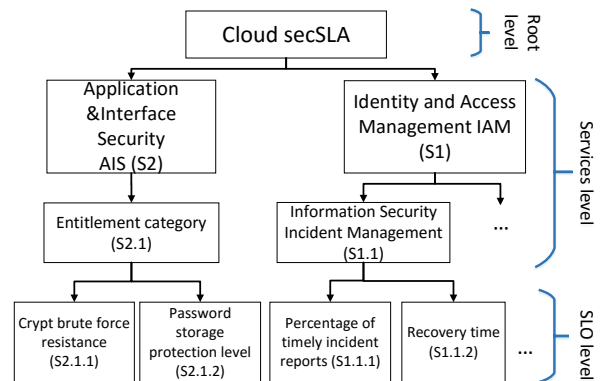 Cloud secSLA
Root
level
Application
&Interface
Security
AIS (S2)
Identity and Access
Management IAM
(S1)
Services level
Entitlement category
(S2.1)
Information Security
Incident Management
(S1.1)
...
Crypt brute force
resistance
(S2.1.1)
Password
storage
protection level
(S2.1.2)
Percentage of
timely incident
reports (S1.1.1)
Recovery time
(S1.1.2)
...
SLO level